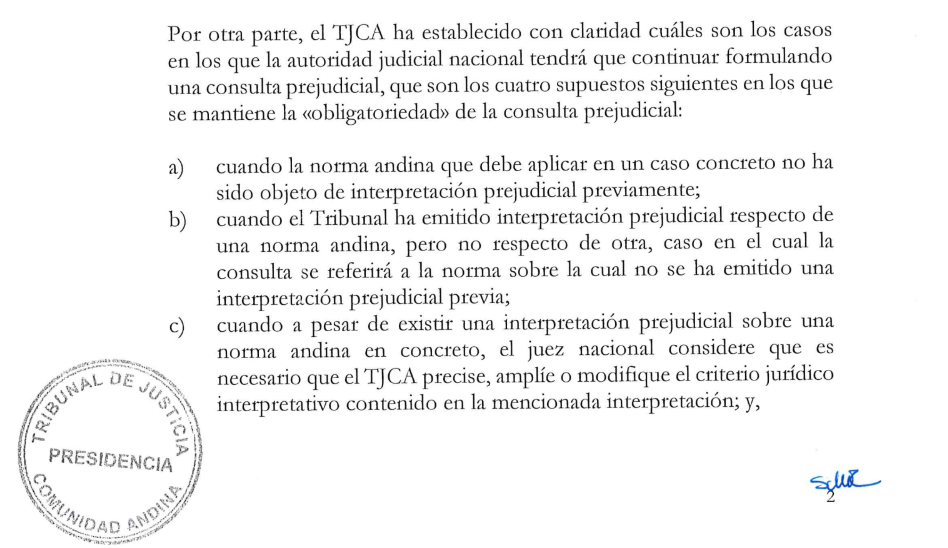 Por otra parte, el TJCA ha establecido con claridad cuáles son los casos
en los que la autoridad judicial nacional tendrá que continuar formulando
una consulta prejudicial, que son los cuatro supuestos siguientes en los que
se mantiene la «obligatoriedad» de la consulta prejudicial:
a) cuando la norma andina que debe aplicar en un caso concreto no ha
sido objeto de interpretación prejudicial previamente;
b) cuando el Tribunal ha emitido interpretación prejudicial respecto de
una norma andina, pero no respecto de otra, caso en el cual la
consulta se referirá a la norma sobre la cual no se ha emitido una
interpretación prejudicial previa;
c) cuando a pesar de existir una interpretación prejudicial sobre una
norma andina en concreto, el juez nacional considere que es
necesario que el TJCA precise, amplíe o modifique el criterio jurídico
interpretativo contenido en la mencionada interpretación; y,
TRIBUNAL DE JUSTICIA
PRESIDENCIA
COMUNIDAD ANDINA
2